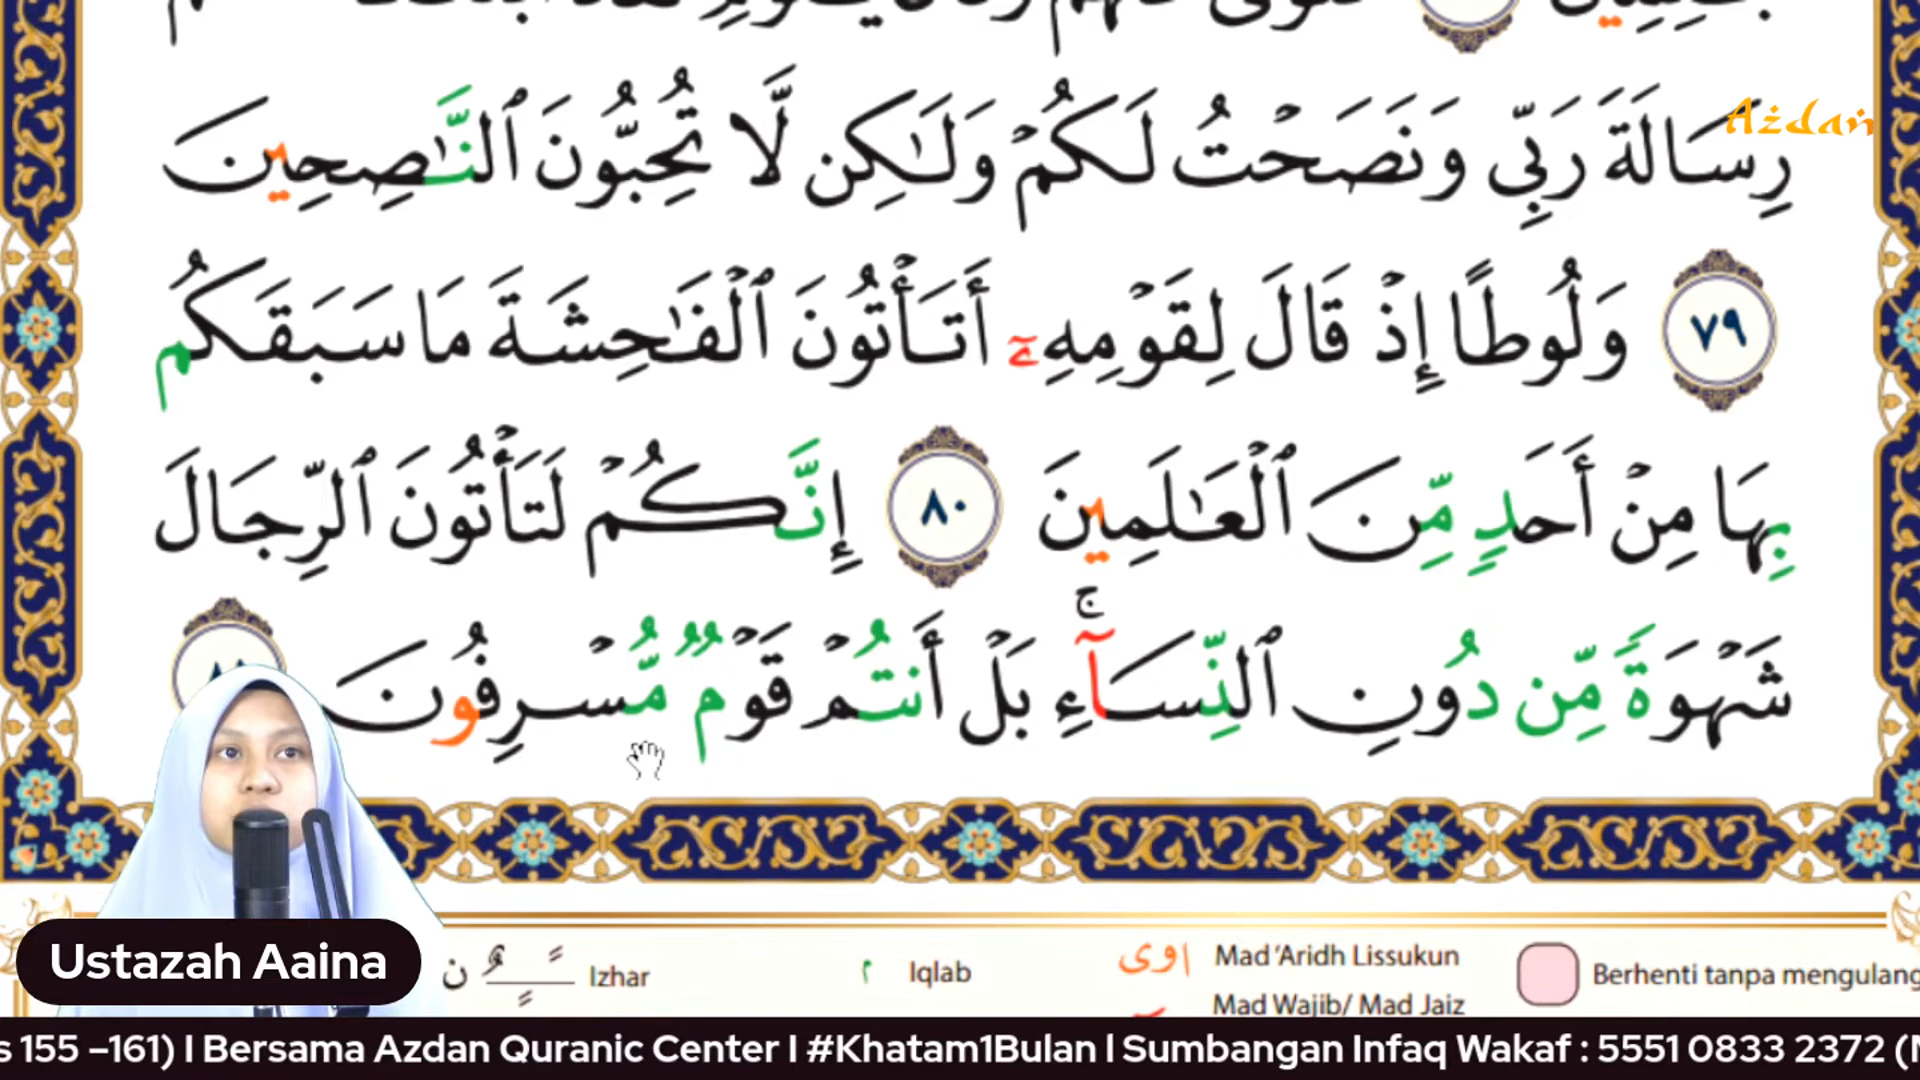 Azdan
رِسَالَةَ رَبِّي وَنَصَحْتُ لَكُمْ وَلَٰكِن لَّا تُحِبُّونَ ٱلنَّٰصِحِينَ
٧٩ وَلُوطًا إِذْ قَالَ لِقَوْمِهِۦٓ أَتَأْتُونَ ٱلْفَٰحِشَةَ مَا سَبَقَكُم
بِهَا مِنْ أَحَدٍ مِّنَ ٱلْعَٰلَمِينَ ٨٠ إِنَّكُمْ لَتَأْتُونَ ٱلرِّجَالَ
شَهْوَةً مِّن دُونِ ٱلنِّسَآءِ ۚ بَلْ أَنتُمْ قَوْمٌ مُّسْرِفُونَ
Ustazah Aaina
ن ـًـٍـٌ Izhar
م Iqlab
اوى Mad 'Aridh Lissukun
Mad Wajib/ Mad Jaiz
Berhenti tanpa mengulang
s 155 –161) I Bersama Azdan Quranic Center I #Khatam1Bulan I Sumbangan Infaq Wakaf : 5551 0833 2372 (